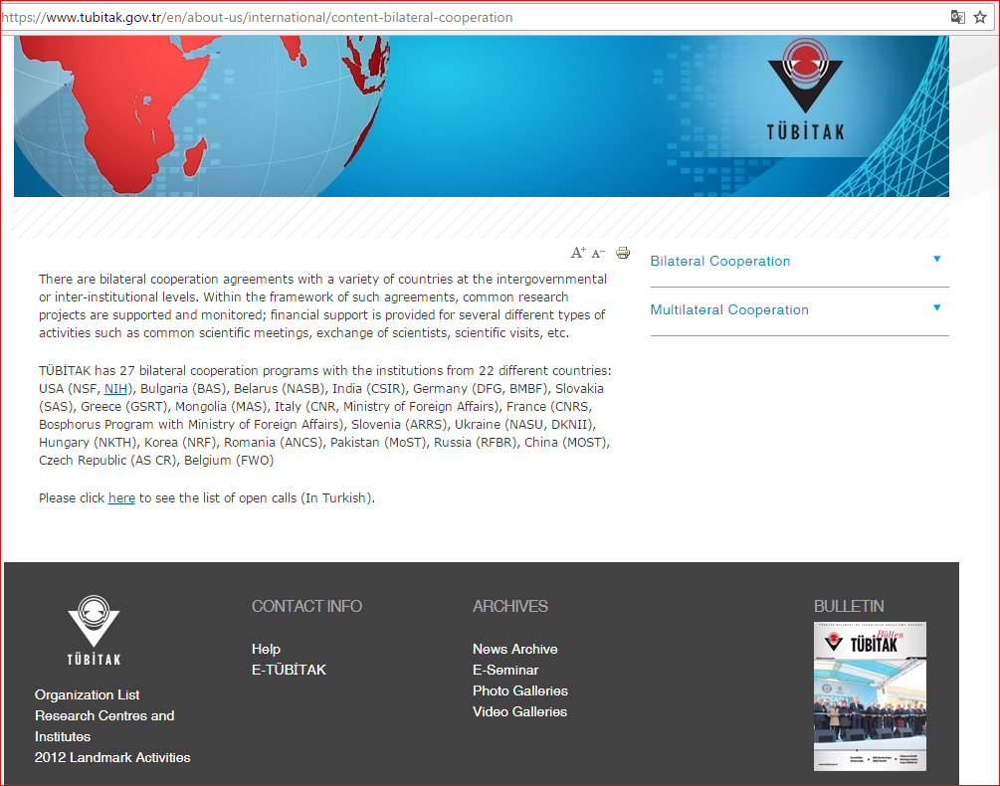 https://www.tubitak.gov.tr/en/about-us/international/content-bilateral-cooperation
TÜBİTAK
A+ A−
Bilateral Cooperation
Multilateral Cooperation
There are bilateral cooperation agreements with a variety of countries at the intergovernmental
or inter-institutional levels. Within the framework of such agreements, common research
projects are supported and monitored; financial support is provided for several different types of
activities such as common scientific meetings, exchange of scientists, scientific visits, etc.
TÜBİTAK has 27 bilateral cooperation programs with the institutions from 22 different countries:
USA (NSF, NIH), Bulgaria (BAS), Belarus (NASB), India (CSIR), Germany (DFG, BMBF), Slovakia
(SAS), Greece (GSRT), Mongolia (MAS), Italy (CNR, Ministry of Foreign Affairs), France (CNRS,
Bosphorus Program with Ministry of Foreign Affairs), Slovenia (ARRS), Ukraine (NASU, DKNII),
Hungary (NKTH), Korea (NRF), Romania (ANCS), Pakistan (MoST), Russia (RFBR), China (MOST),
Czech Republic (AS CR), Belgium (FWO)
Please click here to see the list of open calls (In Turkish).
TÜBİTAK
Organization List
Research Centres and
Institutes
2012 Landmark Activities
CONTACT INFO
Help
E-TÜBİTAK
ARCHIVES
News Archive
E-Seminar
Photo Galleries
Video Galleries
BULLETIN
Bülten
TÜBİTAK